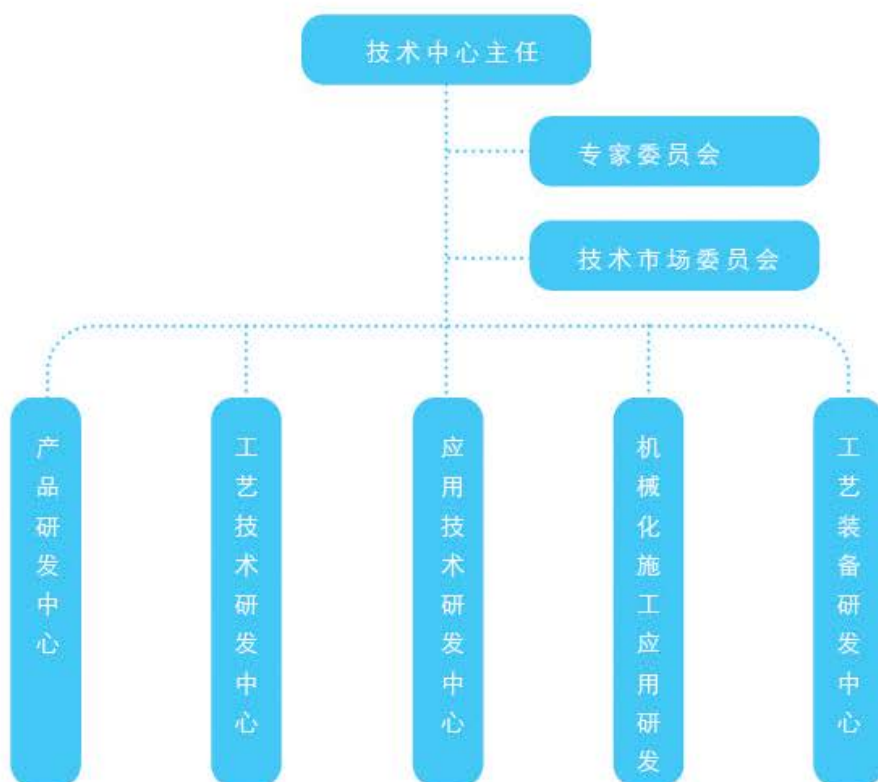 技术中心主任
专家委员会
技术市场委员会
产品研发中心
工艺技术研发中心
应用技术研发中心
机械化施工应用研发
工艺装备研发中心